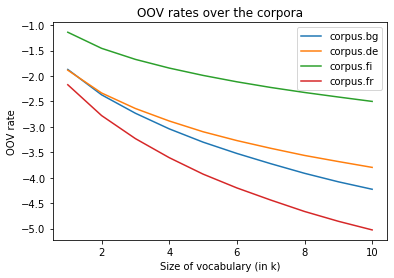 OOV rates over the corpora
corpus.bg
corpus.de
corpus.fi
corpus.fr
OOV rate
−1.0
−1.5
−2.0
−2.5
−3.0
−3.5
−4.0
−4.5
−5.0
2 4 6 8 10
Size of vocabulary (in k)